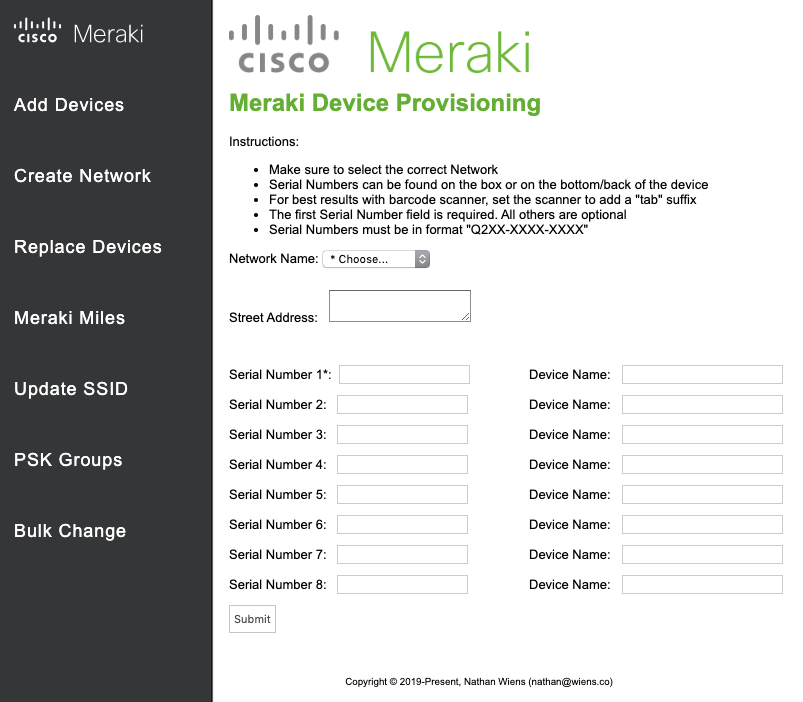 CISCO Meraki
Add Devices
Create Network
Replace Devices
Meraki Miles
Update SSID
PSK Groups
Bulk Change
CISCO Meraki
Meraki Device Provisioning
Instructions:
• Make sure to select the correct Network
• Serial Numbers can be found on the box or on the bottom/back of the device
• For best results with barcode scanner, set the scanner to add a "tab" suffix
• The first Serial Number field is required. All others are optional
• Serial Numbers must be in format "Q2XX-XXXX-XXXX"
Network Name: * Choose...
Street Address:
Serial Number 1*: Device Name:
Serial Number 2: Device Name:
Serial Number 3: Device Name:
Serial Number 4: Device Name:
Serial Number 5: Device Name:
Serial Number 6: Device Name:
Serial Number 7: Device Name:
Serial Number 8: Device Name:
Submit
Copyright © 2019-Present, Nathan Wiens (nathan@wiens.co)